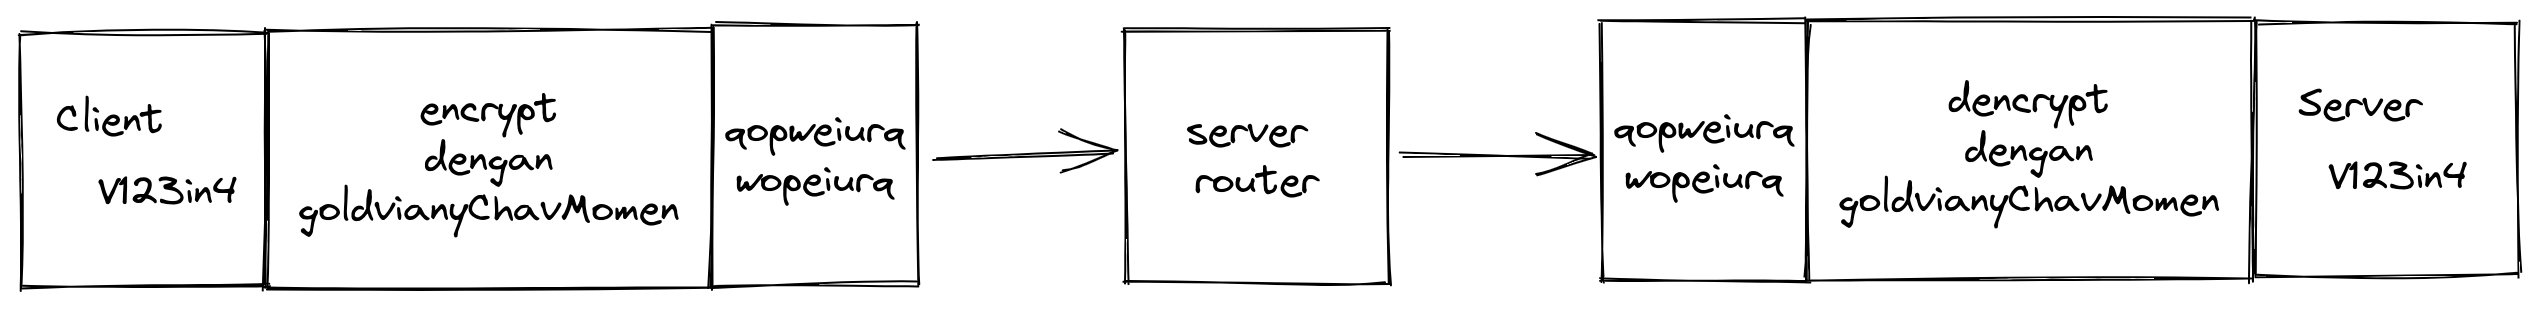 Client
V123in4
encrypt
dengan
goldvianyChavMomen
qopweiura
wopeiura
server
router
qopweiura
wopeiura
dencrypt
dengan
goldvianyChavMomen
Server
V123in4